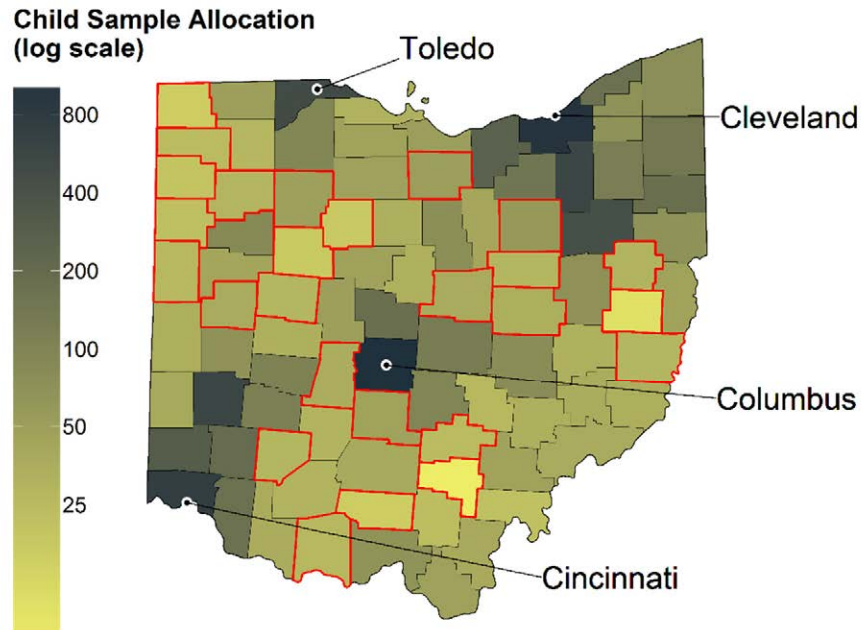 Child Sample Allocation
(log scale)
Toledo
800
Cleveland
400
200
100
Columbus
50
25
Cincinnati